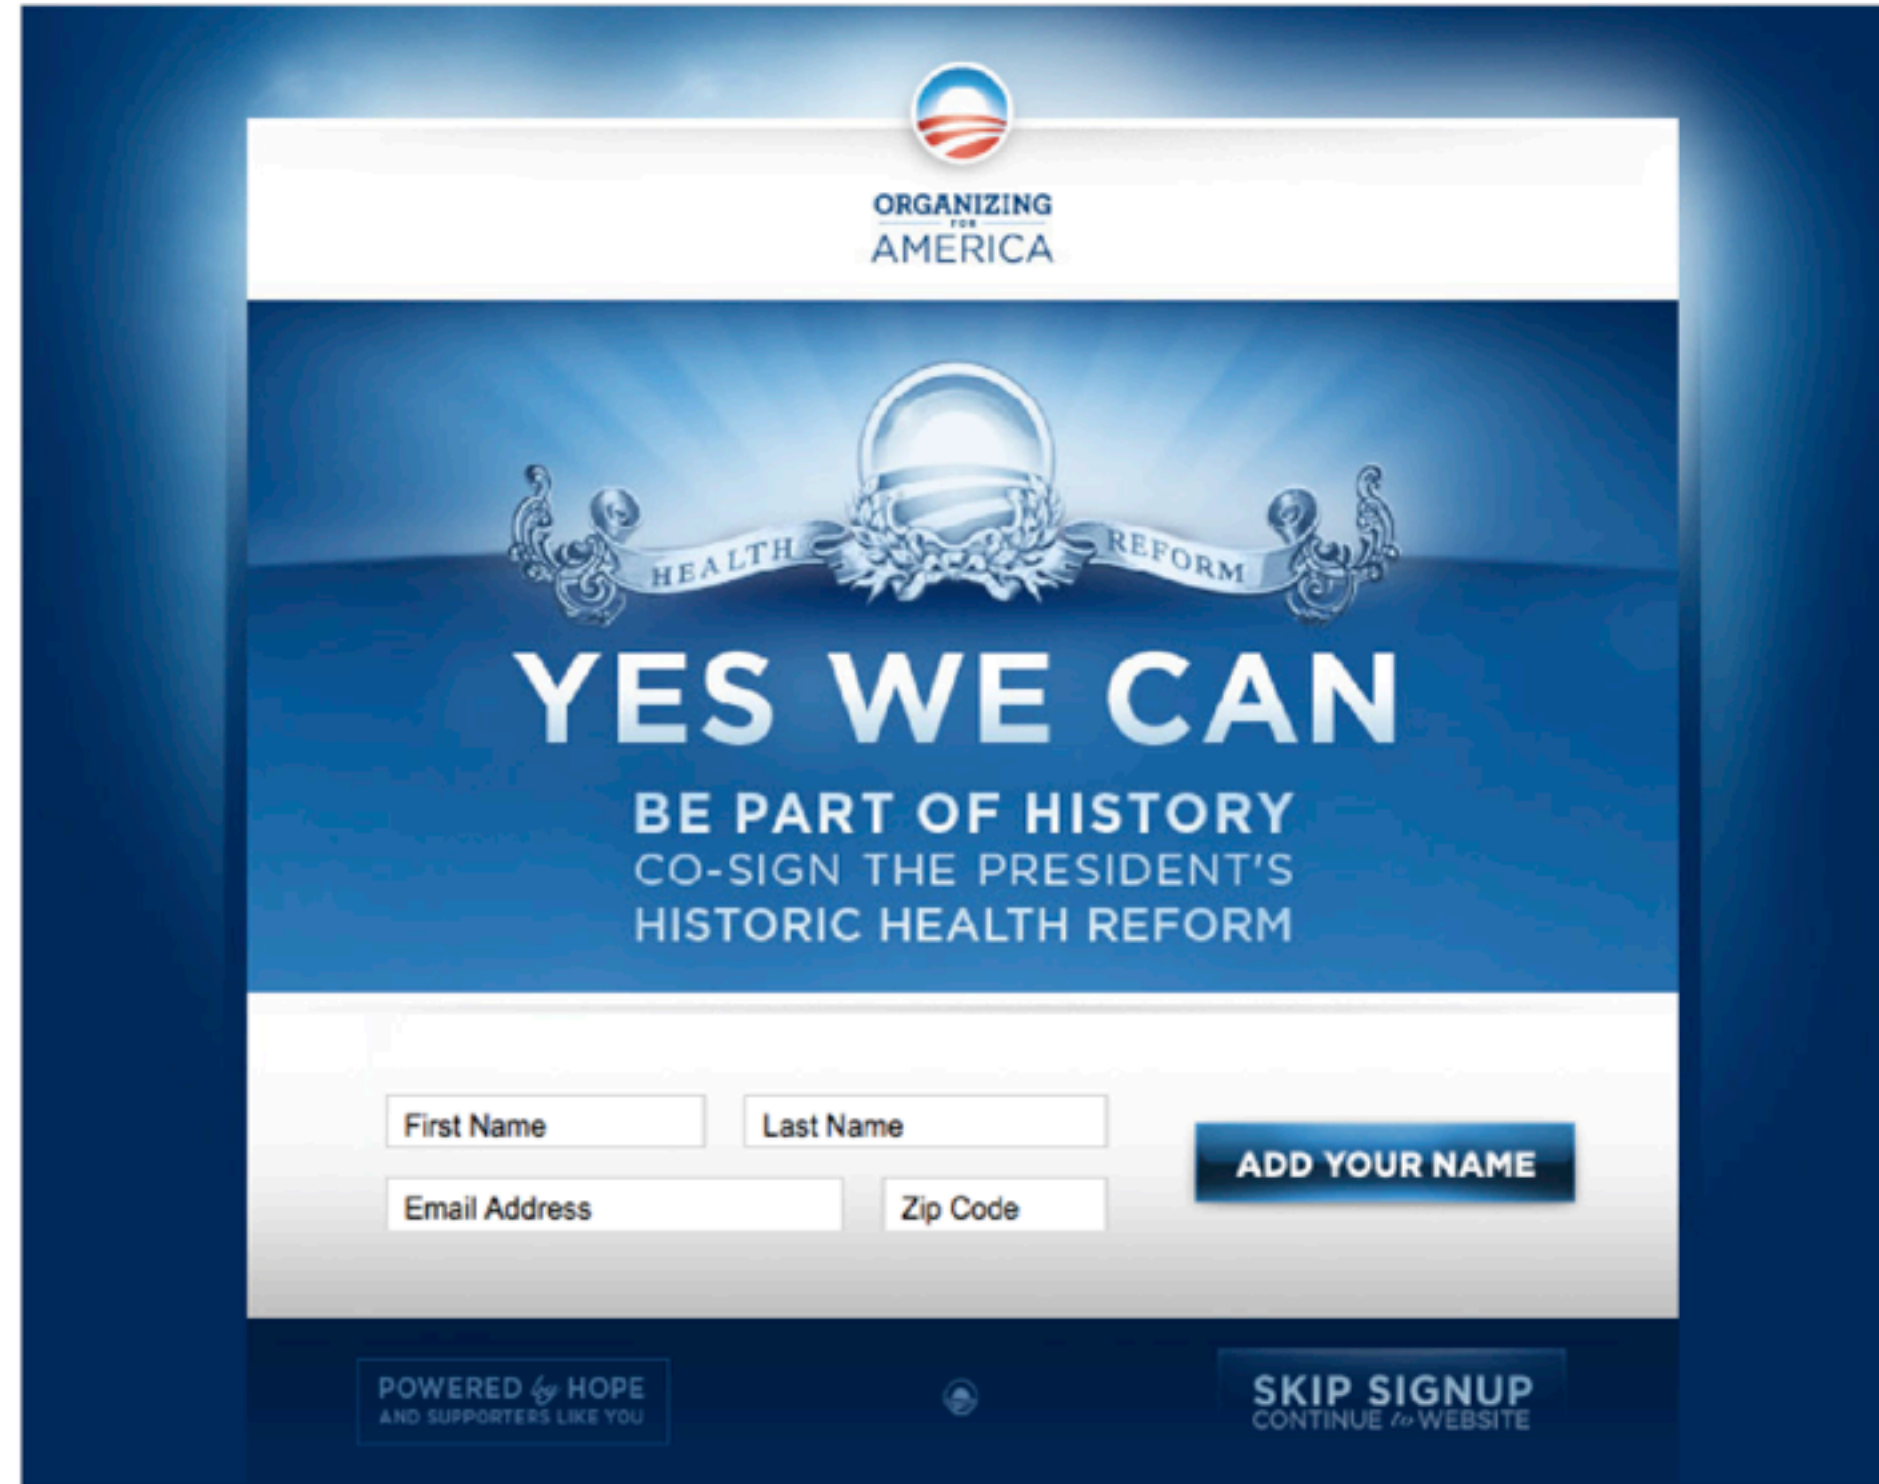 ORGANIZING
FOR
AMERICA
HEALTH REFORM
YES WE CAN
BE PART OF HISTORY
CO-SIGN THE PRESIDENT'S
HISTORIC HEALTH REFORM
First Name
Last Name
Email Address
Zip Code
ADD YOUR NAME
POWERED by HOPE
AND SUPPORTERS LIKE YOU
SKIP SIGNUP
CONTINUE to WEBSITE